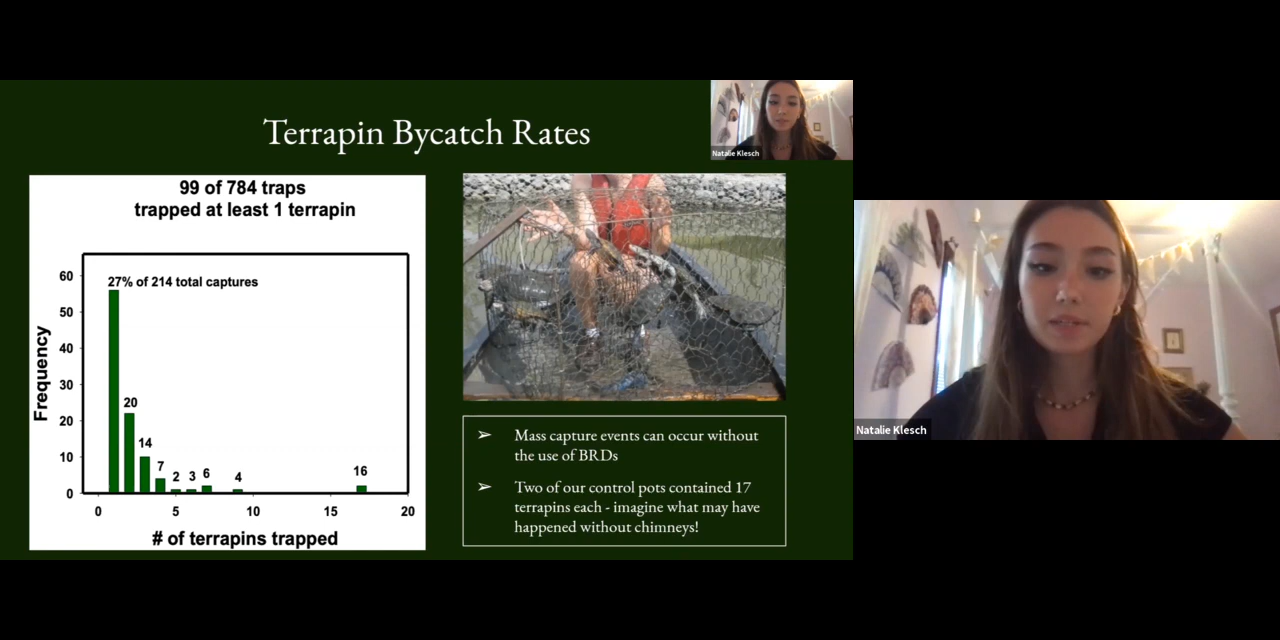 Terrapin Bycatch Rates
Natalie Klesch
99 of 784 traps
trapped at least 1 terrapin
27% of 214 total captures
Frequency
60
50
40
30
20
10
0
20
14
7
2
3
6
4
16
0
5
10
15
20
# of terrapins trapped
➢ Mass capture events can occur without
the use of BRDs
➢ Two of our control pots contained 17
terrapins each - imagine what may have
happened without chimneys!
Natalie Klesch